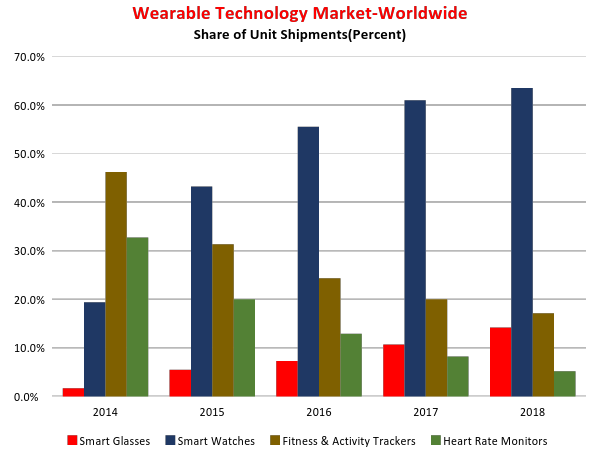 Wearable Technology Market-Worldwide
Share of Unit Shipments(Percent)
70.0%
60.0%
50.0%
40.0%
30.0%
20.0%
10.0%
0.0%
2014 2015 2016 2017 2018
Smart Glasses Smart Watches Fitness & Activity Trackers Heart Rate Monitors